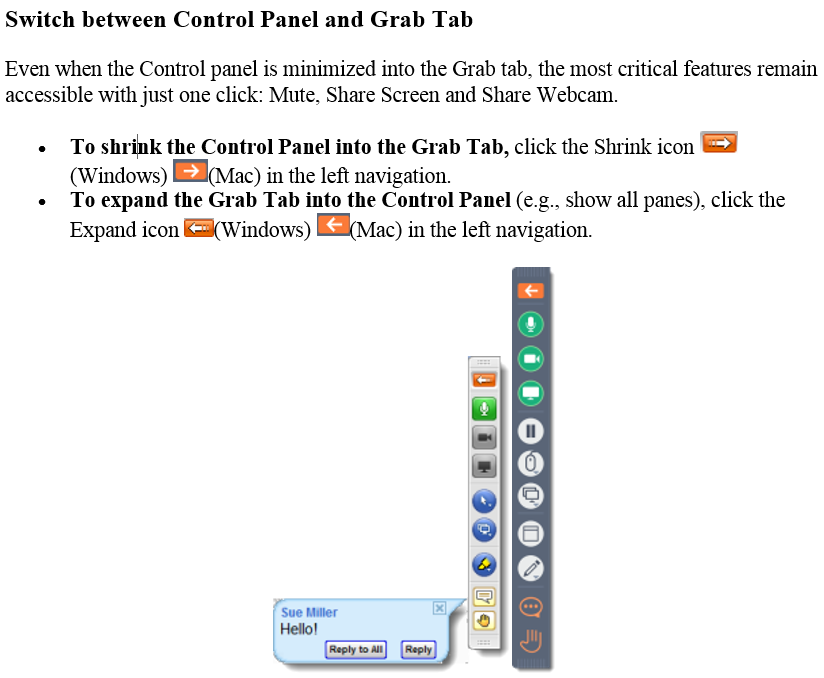 Switch between Control Panel and Grab Tab
Even when the Control panel is minimized into the Grab tab, the most critical features remain
accessible with just one click: Mute, Share Screen and Share Webcam.
• To shrink the Control Panel into the Grab Tab, click the Shrink icon
(Windows) (Mac) in the left navigation.
• To expand the Grab Tab into the Control Panel (e.g., show all panes), click the
Expand icon (Windows) (Mac) in the left navigation.
Sue Miller
Hello!
Reply to All Reply